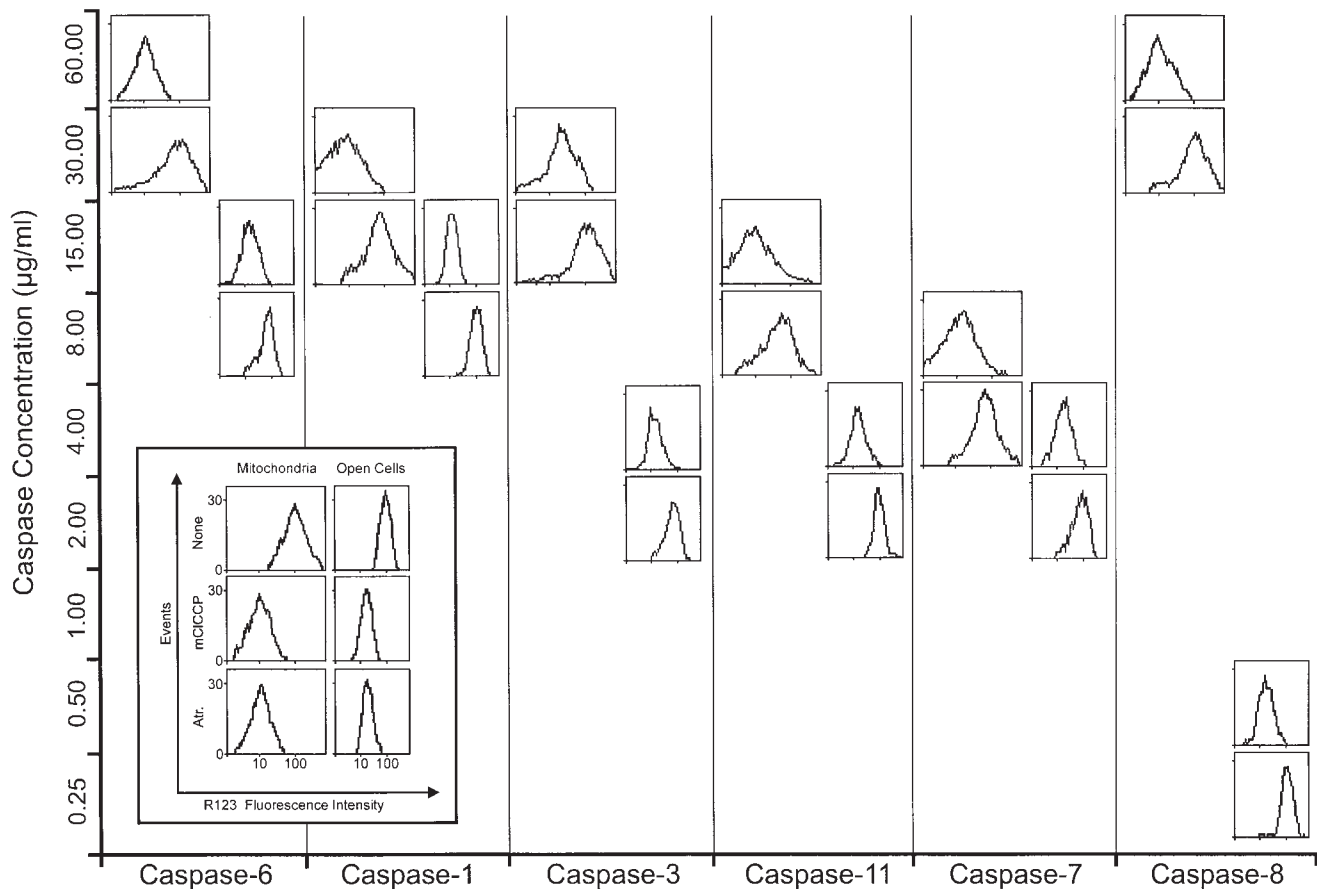 Caspase Concentration (µg/ml)
60.00
30.00
15.00
8.00
4.00
2.00
1.00
0.50
0.25
Mitochondria Open Cells
Events
None
30
0
mClCCP
30
0
Atr.
30
0
10 100 10 100
R123 Fluorescence Intensity
Caspase-6 Caspase-1 Caspase-3 Caspase-11 Caspase-7 Caspase-8